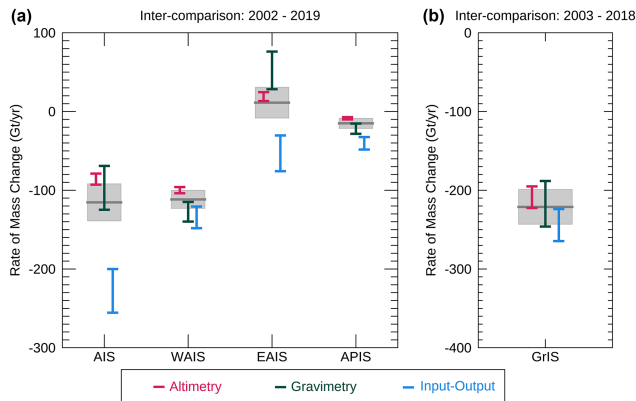 (a) Inter-comparison: 2002 - 2019
100
0
-100
-200
-300
Rate of Mass Change (Gt/yr)
AIS WAIS EAIS APIS
(b) Inter-comparison: 2003 - 2018
0
-100
-200
-300
-400
Rate of Mass Change (Gt/yr)
GrIS
Altimetry Gravimetry Input-Output